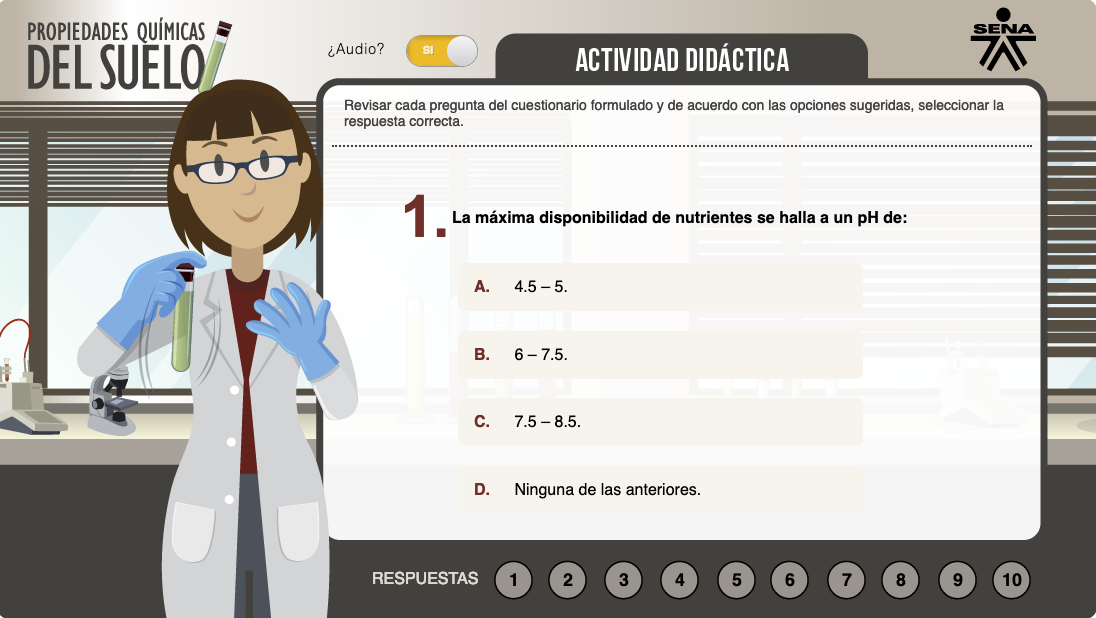 PROPIEDADES QUÍMICAS
DEL SUELO
¿Audio?
SI
ACTIVIDAD DIDÁCTICA
SENA
Revisar cada pregunta del cuestionario formulado y de acuerdo con las opciones sugeridas, seleccionar la
respuesta correcta.
1. La máxima disponibilidad de nutrientes se halla a un pH de:
A. 4.5 – 5.
B. 6 – 7.5.
C. 7.5 – 8.5.
D. Ninguna de las anteriores.
RESPUESTAS 1 2 3 4 5 6 7 8 9 10